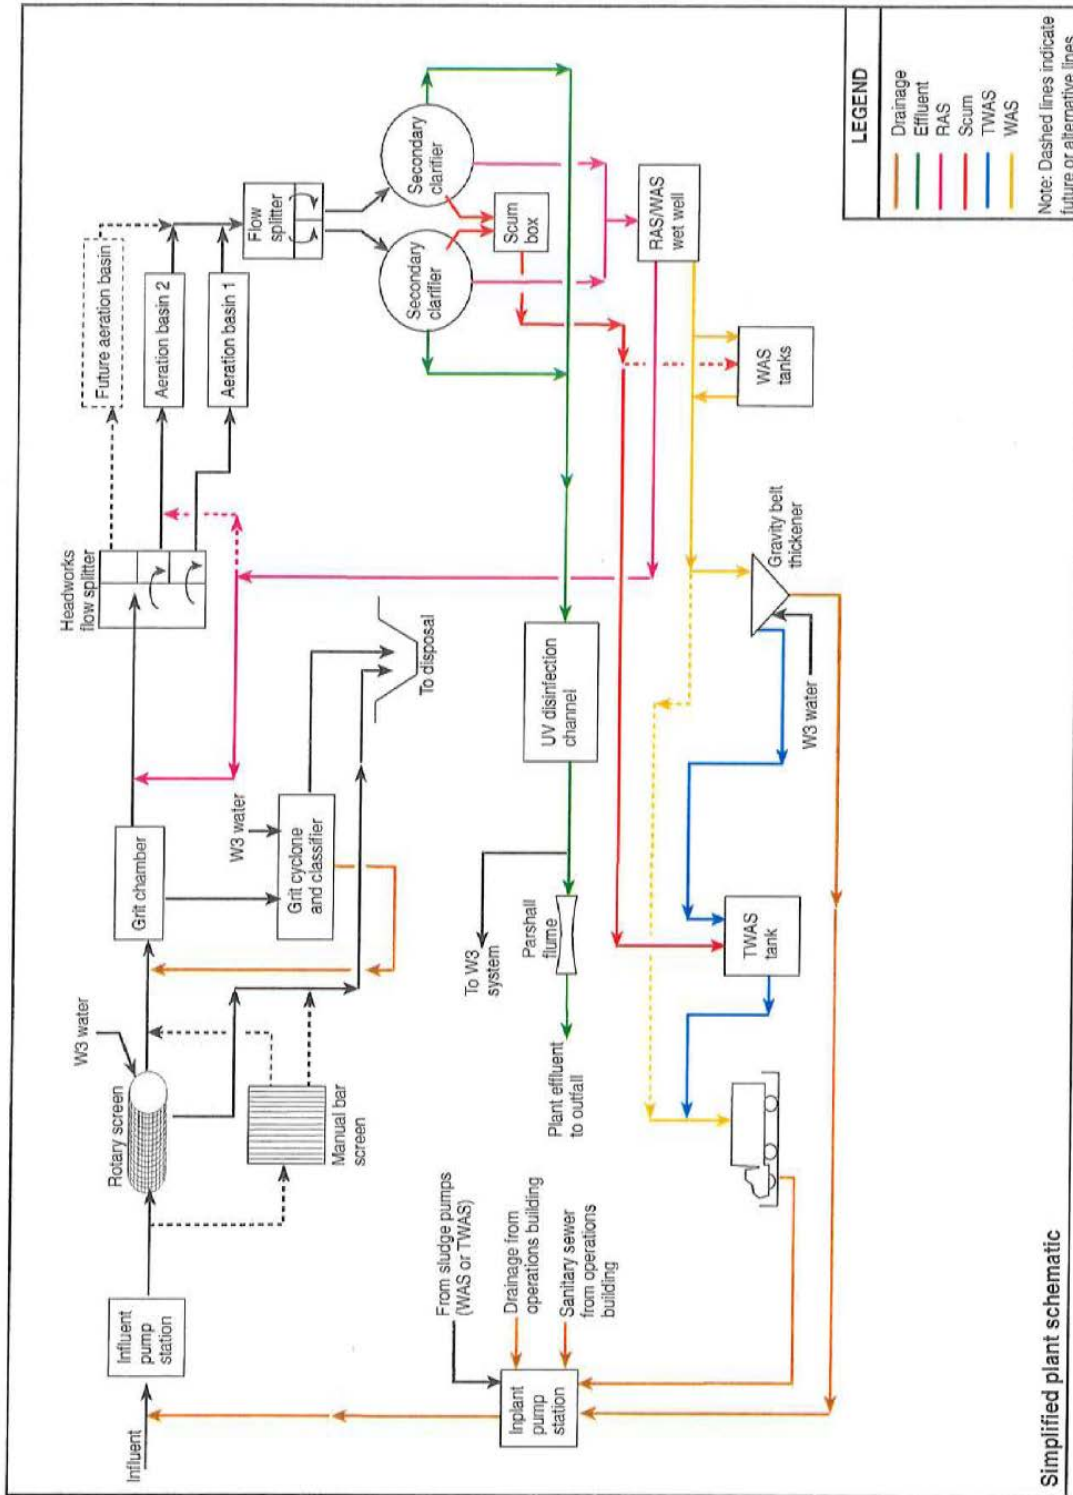 Influent
Influent
pump
station
Rotary screen
W3 water
Manual bar
screen
Grit chamber
W3 water
Grit cyclone
and classifier
To disposal
Headworks
flow splitter
Future aeration basin
Aeration basin 2
Aeration basin 1
Flow
splitter
Secondary
clarifier
Secondary
clarifier
Scum
box
RAS/WAS
wet well
WAS
tanks
Gravity belt
thickener
W3 water
UV disinfection
channel
To W3
system
Parshall
flume
Plant effluent
to outfall
TWAS
tank
From sludge pumps
(WAS or TWAS)
Drainage from
operations building
Sanitary sewer
from operations
building
Inplant
pump
station
LEGEND
Drainage
Effluent
RAS
Scum
TWAS
WAS
Note: Dashed lines indicate
future or alternative lines
Simplified plant schematic